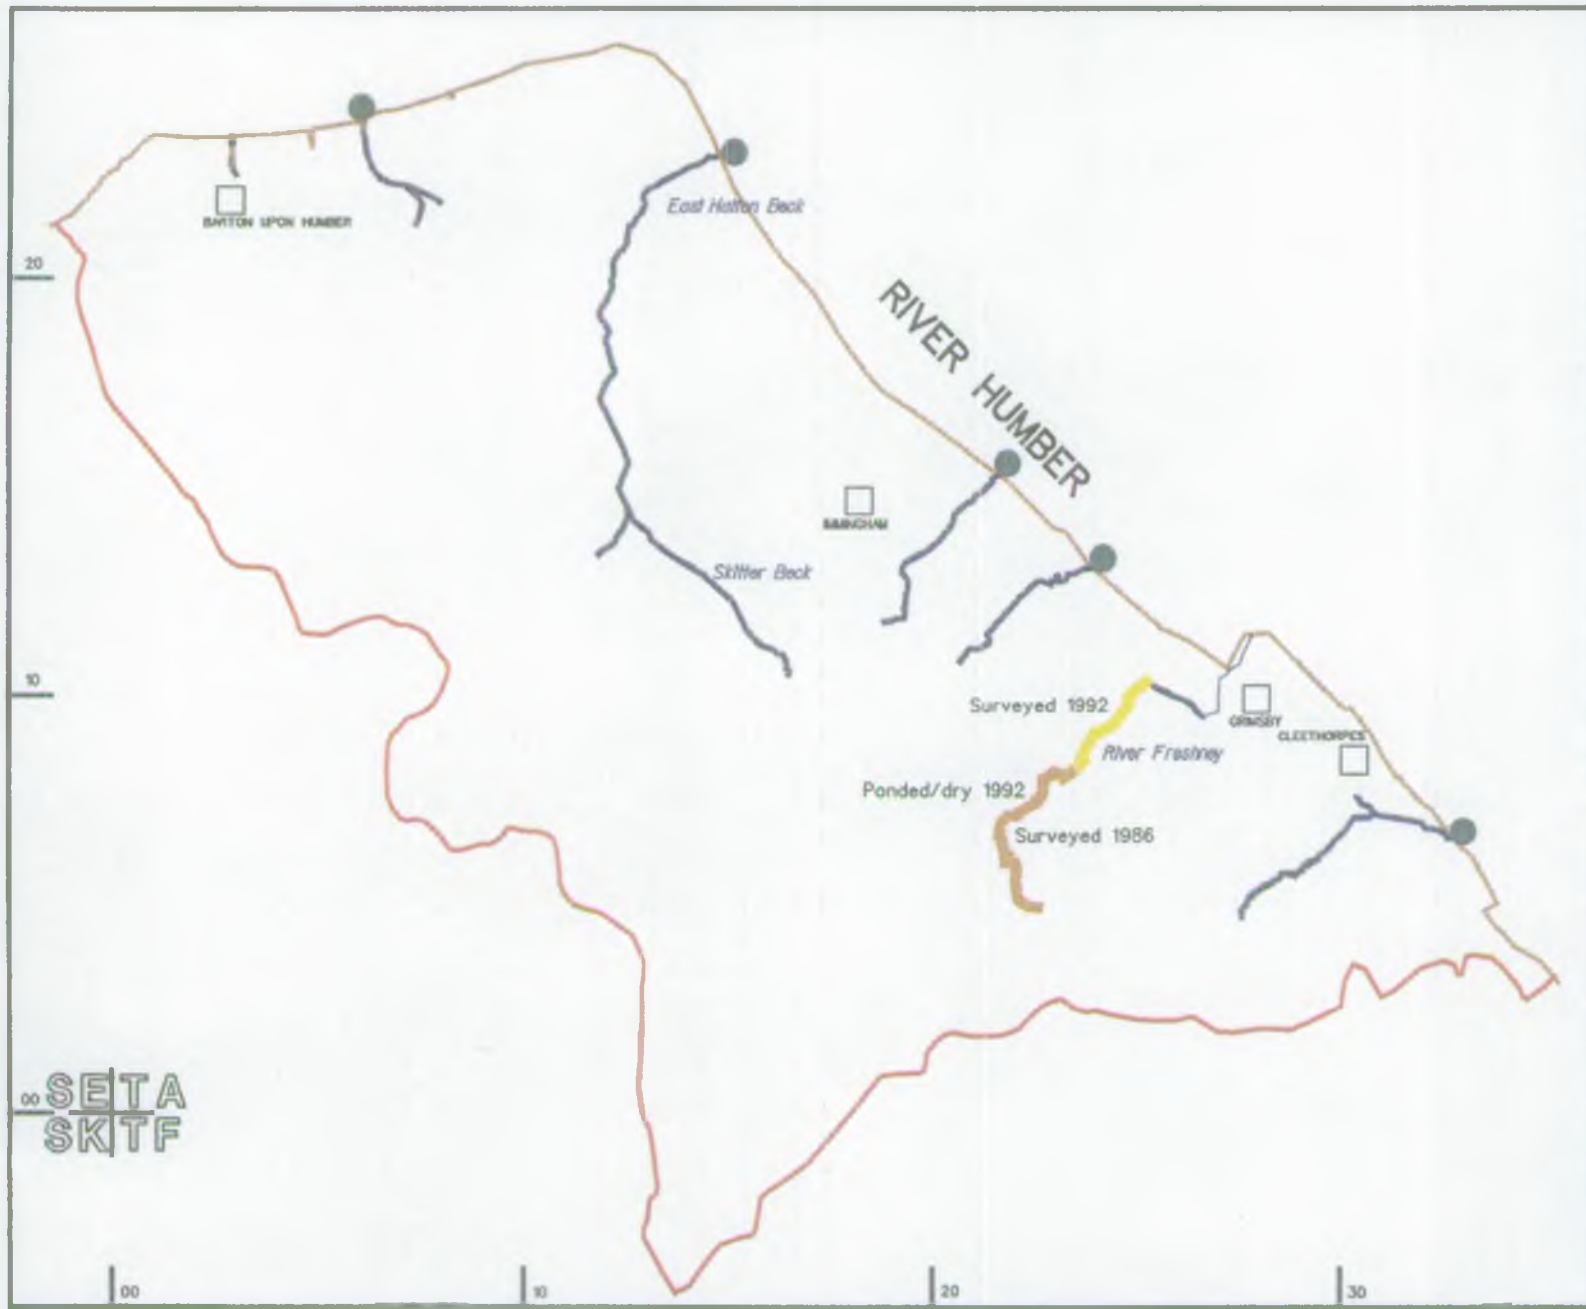 BARTON UPON HUMBER
East Halton Beck
20
RIVER HUMBER
IMMINGHAM
Skitter Beck
10
Surveyed 1992
GRIMSBY
CLEETHORPES
River Freshney
Ponded/dry 1992
Surveyed 1986
00
SE TA
SK TF
00
10
20
30